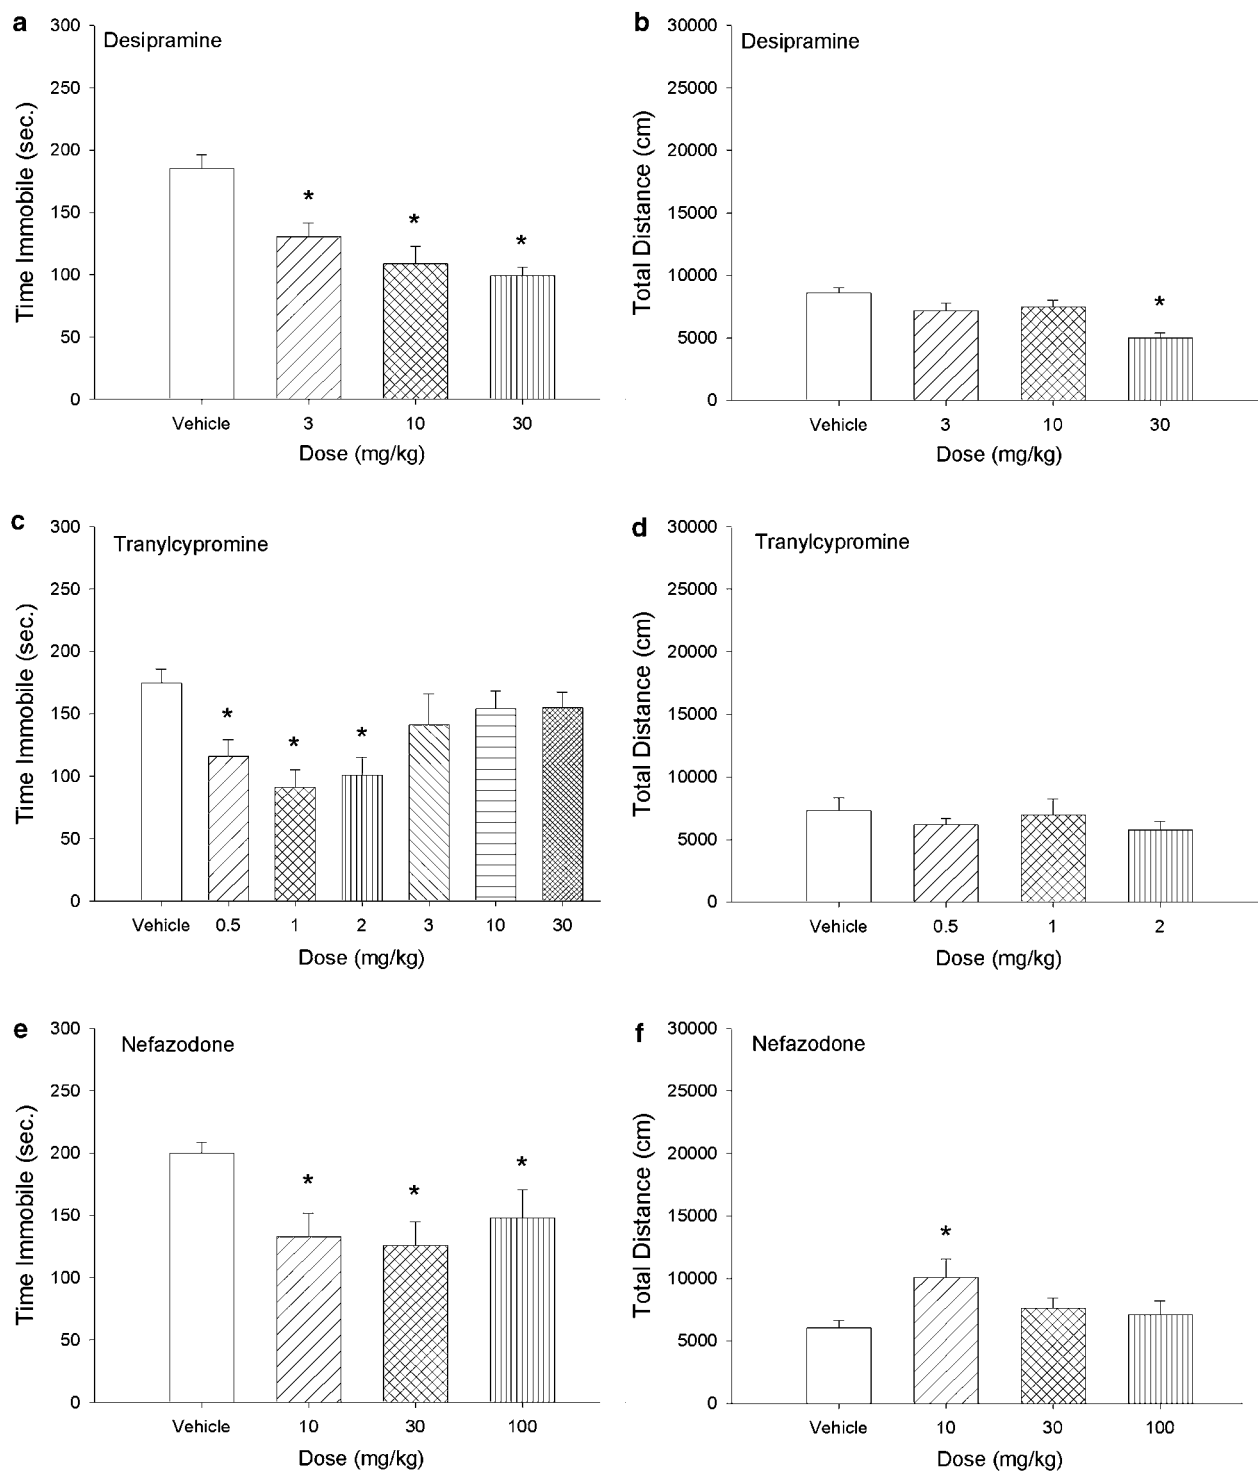 a
Desipramine
Time Immobile (sec.)
300
250
200
150
100
50
0
*
*
*
Vehicle 3 10 30
Dose (mg/kg)
b
Desipramine
Total Distance (cm)
30000
25000
20000
15000
10000
5000
0
*
Vehicle 3 10 30
Dose (mg/kg)
c
Tranylcypromine
Time Immobile (sec.)
300
250
200
150
100
50
0
*
*
*
Vehicle 0.5 1 2 3 10 30
Dose (mg/kg)
d
Tranylcypromine
Total Distance (cm)
30000
25000
20000
15000
10000
5000
0
Vehicle 0.5 1 2
Dose (mg/kg)
e
Nefazodone
Time Immobile (sec.)
300
250
200
150
100
50
0
*
*
*
Vehicle 10 30 100
Dose (mg/kg)
f
Nefazodone
Total Distance (cm)
30000
25000
20000
15000
10000
5000
0
*
Vehicle 10 30 100
Dose (mg/kg)